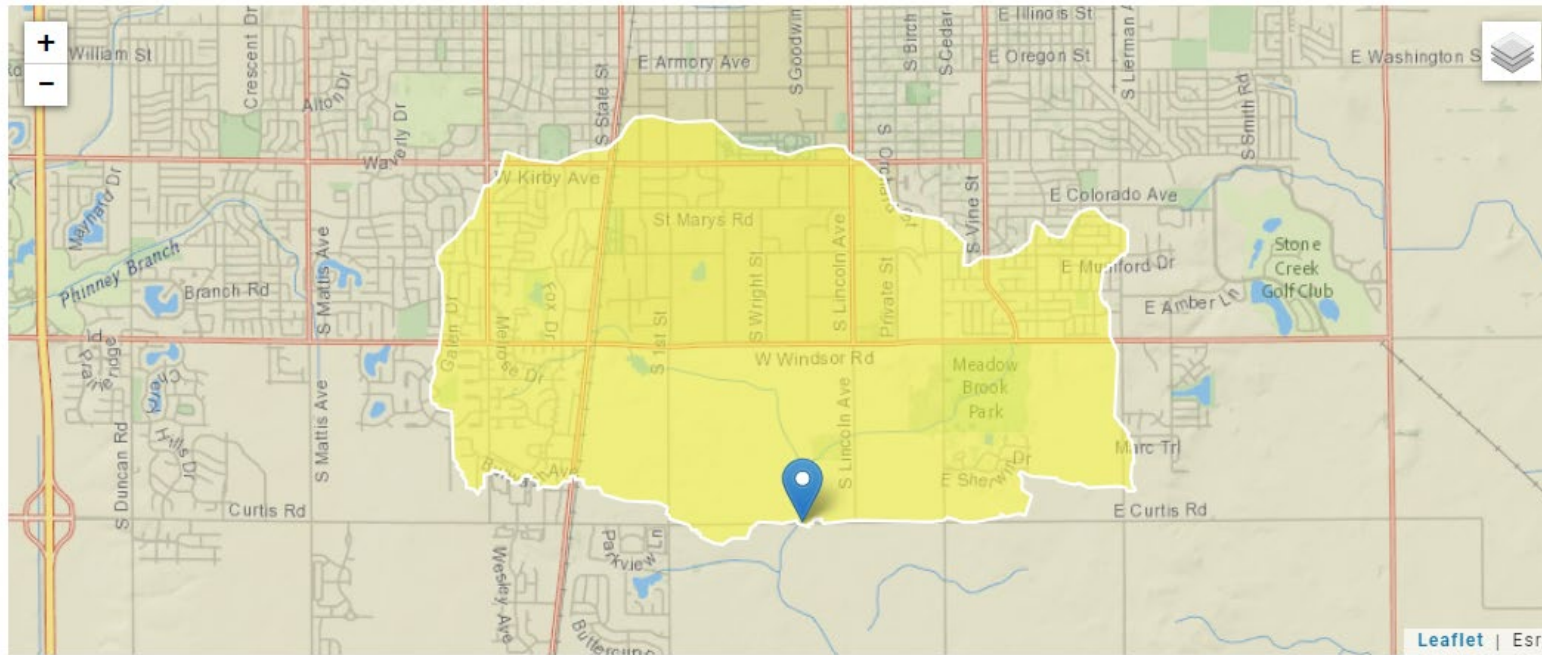 +
−
William St
Crescent Dr
Alton Dr
Waverly Dr
S State St
E Armory Ave
S Goodwin
S Birch
S Cedar
E Illinois St
E Oregon St
S Lierman A
E Washington S
S Smith Rd
W Kirby Ave
E Colorado Ave
Maynard Dr
St Marys Rd
S Vine St
Phinney Branch
Branch Rd
S Mattis Ave
S Wright St
S Lincoln Ave
Private St
E Mumford Dr
E Amber Ln
Stone
Creek
Golf Club
Galen Dr
Fox Dr
Melrose Dr
S 1st St
W Windsor Rd
Meadow
Brook
Park
S Duncan Rd
S Mattis Ave
S Lincoln Ave
Marc Trl
E Sherwin Dr
Curtis Rd
E Curtis Rd
Wesley Ave
Parkview Ln
Leaflet | Esr